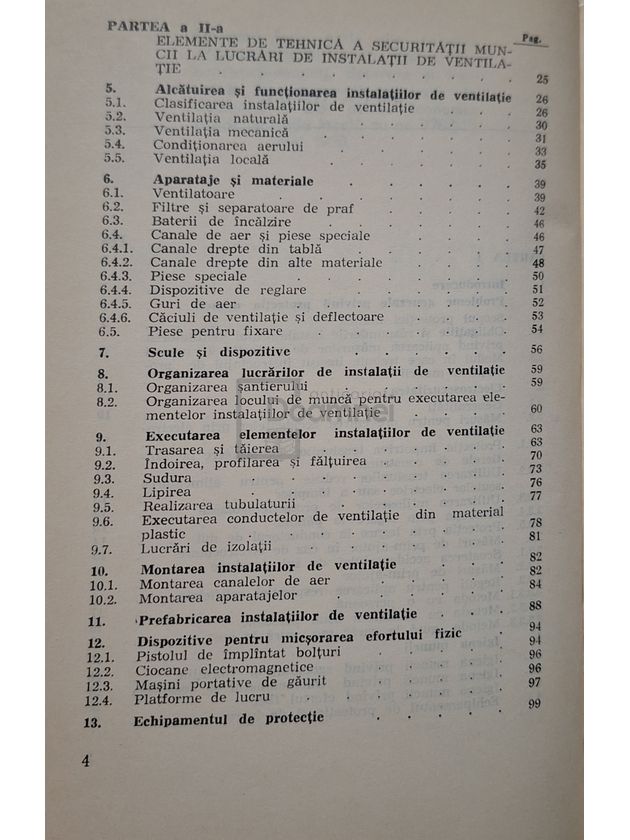 PARTEA a II-a
Pag.
ELEMENTE DE TEHNICĂ A SECURITĂȚII MUN-
CII LA LUCRĂRI DE INSTALAȚII DE VENTILA-
ȚIE . . . . . . . . . . 25
5. Alcătuirea și funcționarea instalațiilor de ventilație 26
5.1. Clasificarea instalațiilor de ventilație . . . . 26
5.2. Ventilația naturală . . . . . . . 30
5.3. Ventilația mecanică . . . . . . . 31
5.4. Condiționarea aerului . . . . . . . 33
5.5. Ventilația locală . . . . . . . 35
6. Aparataje și materiale . . . . . . 39
6.1. Ventilatoare . . . . . . . . 39
6.2. Filtre și separatoare de praf . . . . . 42
6.3. Baterii de încălzire . . . . . . . 46
6.4. Canale de aer și piese speciale . . . . . 46
6.4.1. Canale drepte din tablă . . . . . . 47
6.4.2. Canale drepte din alte materiale . . . . 48
6.4.3. Piese speciale . . . . . . . 50
6.4.4. Dispozitive de reglare . . . . . . 51
6.4.5. Guri de aer . . . . . . . . 52
6.4.6. Căciuli de ventilație și deflectoare . . . . 53
6.5. Piese pentru fixare . . . . . . . 54
7. Scule și dispozitive . . . . . . 56
8. Organizarea lucrărilor de instalații de ventilație 59
8.1. Organizarea șantierului . . . . . . 59
8.2. Organizarea locului de muncă pentru executarea ele-
mentelor instalațiilor de ventilație . . . . 60
9. Executarea elementelor instalațiilor de ventilație 63
9.1. Trasarea și tăierea . . . . . . . 63
9.2. Îndoirea, profilarea și fălțuirea . . . . . 70
9.3. Sudura . . . . . . . . . 73
9.4. Lipirea . . . . . . . . . 76
9.5. Realizarea tubulaturii . . . . . . 77
9.6. Executarea conductelor de ventilație din material
plastic . . . . . . . . . 78
9.7. Lucrări de izolații . . . . . . . 81
10. Montarea instalațiilor de ventilație . . . . 82
10.1. Montarea canalelor de aer . . . . . . 82
10.2. Montarea aparatajelor . . . . . . 84
11. Prefabricarea instalațiilor de ventilație . . . 88
12. Dispozitive pentru micșorarea efortului fizic . 94
12.1. Pistolul de împlîntat bolțuri . . . . . 94
12.2. Ciocane electromagnetice . . . . . . 96
12.3. Mașini portative de găurit . . . . . 96
12.4. Platforme de lucru . . . . . . . 97
13. Echipamentul de protecție . . . . . 99
4